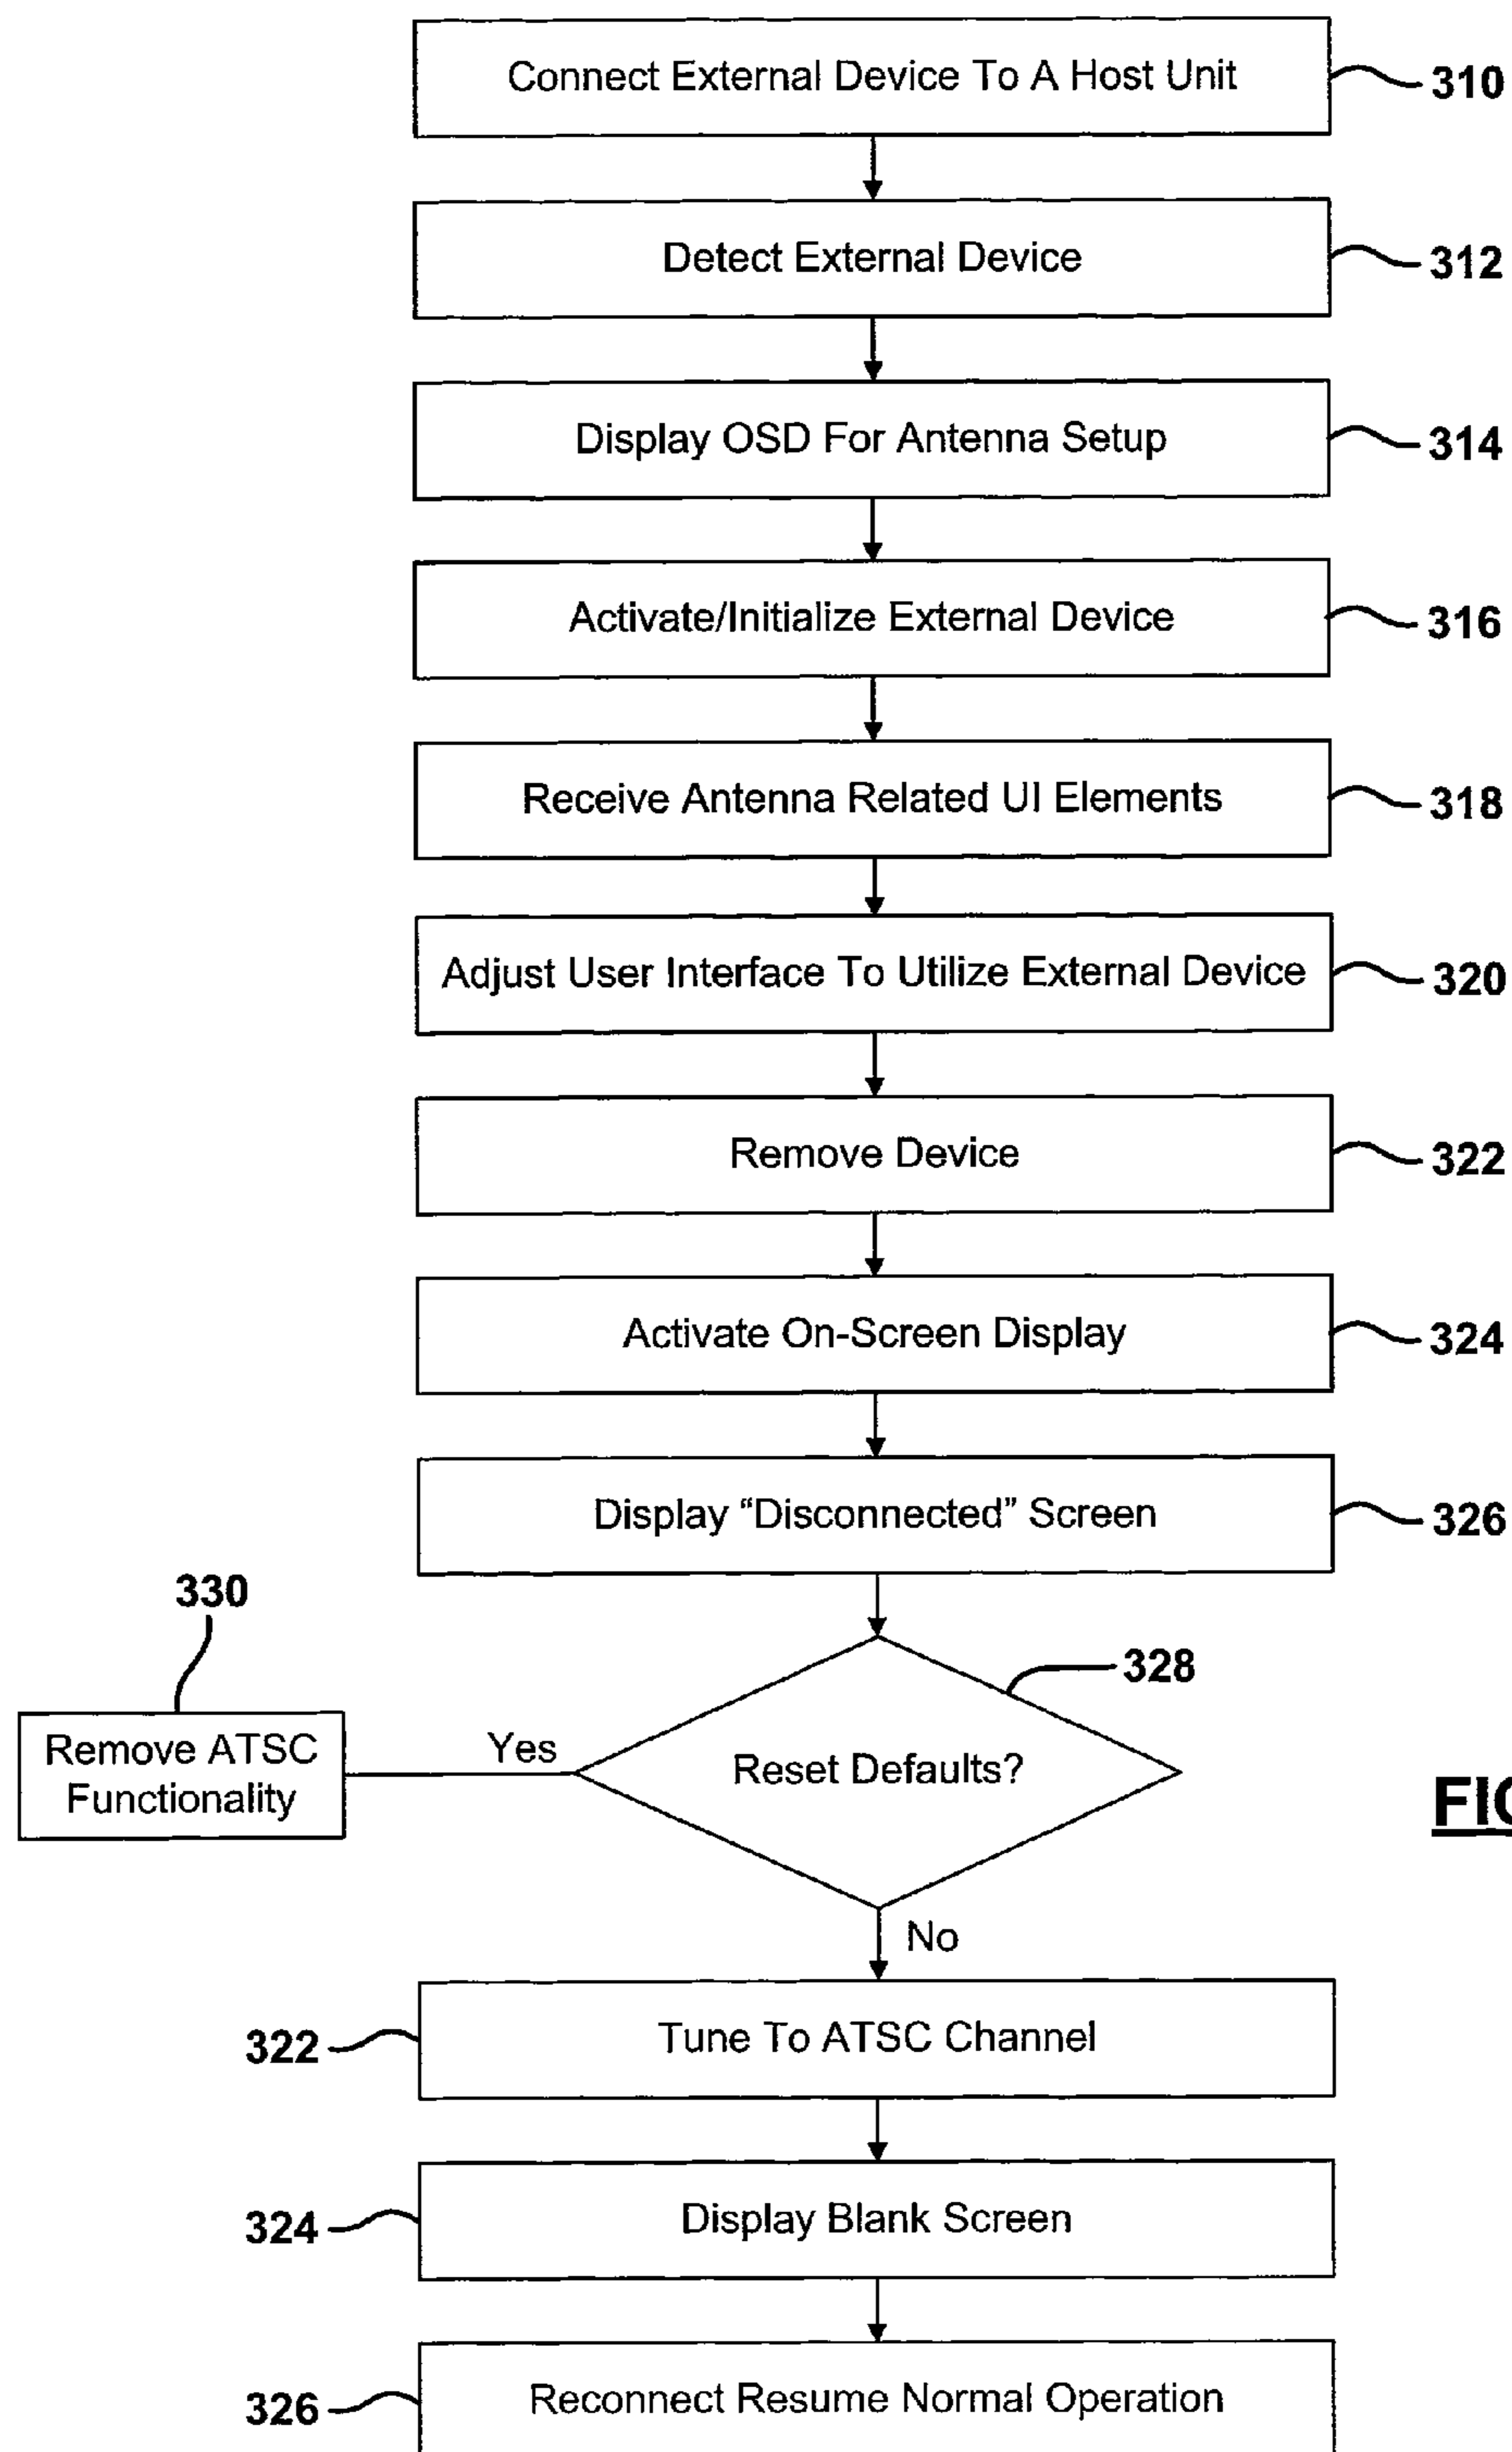 Connect External Device To A Host Unit
310
Detect External Device
312
Display OSD For Antenna Setup
314
Activate/Initialize External Device
316
Receive Antenna Related UI Elements
318
Adjust User Interface To Utilize External Device
320
Remove Device
322
Activate On-Screen Display
324
Display “Disconnected” Screen
326
330
328
Remove ATSC
Functionality
Yes
Reset Defaults?
No
322
Tune To ATSC Channel
324
Display Blank Screen
326
Reconnect Resume Normal Operation